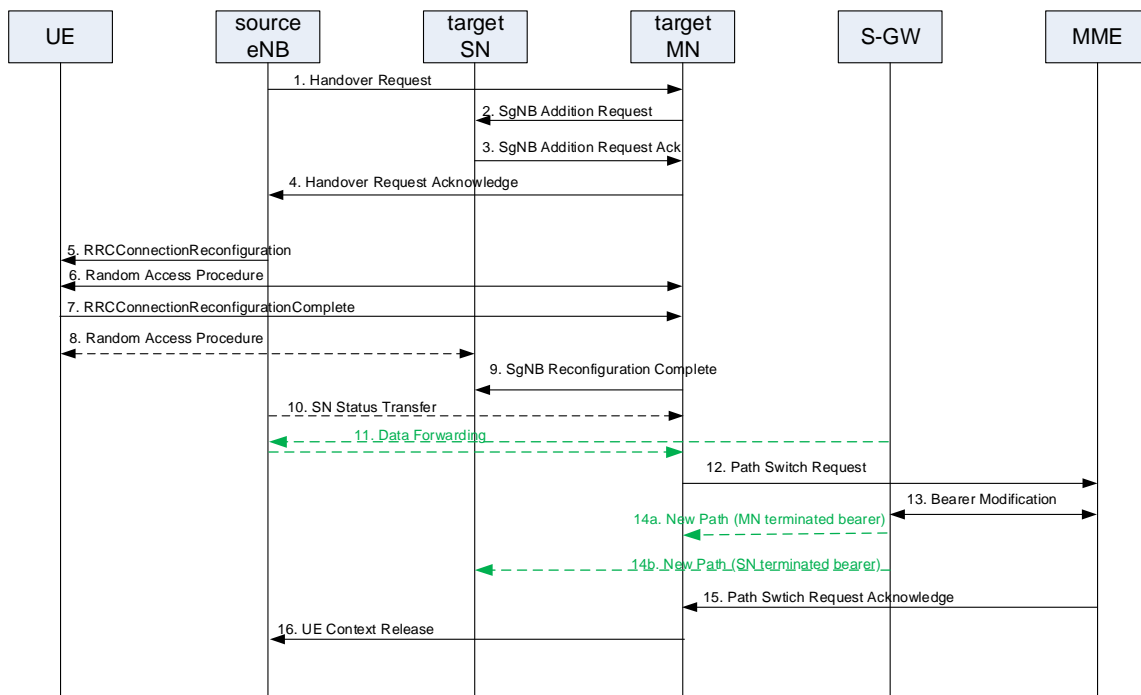 UE
source
eNB
target
SN
target
MN
S-GW
MME
1. Handover Request
2. SgNB Addition Request
3. SgNB Addition Request Ack
4. Handover Request Acknowledge
5. RRCConnectionReconfiguration
6. Random Access Procedure
7. RRCConnectionReconfigurationComplete
8. Random Access Procedure
9. SgNB Reconfiguration Complete
10. SN Status Transfer
11. Data Forwarding
12. Path Switch Request
13. Bearer Modification
14a. New Path (MN terminated bearer)
14b. New Path (SN terminated bearer)
15. Path Swtich Request Acknowledge
16. UE Context Release